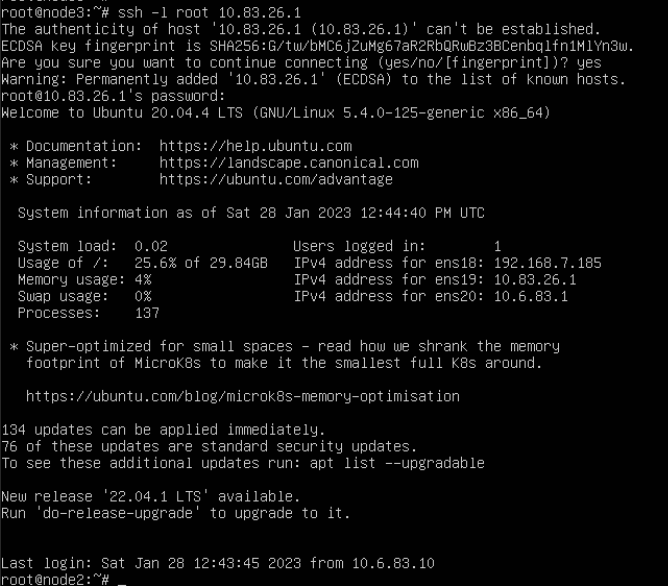 root@node3:~# ssh -l root 10.83.26.1
The authenticity of host '10.83.26.1 (10.83.26.1)' can't be established.
ECDSA key fingerprint is SHA256:G/tw/bMC6jZuMg67aR2RbQRwBz3BCenbqlfn1MlYn3w.
Are you sure you want to continue connecting (yes/no/[fingerprint])? yes
Warning: Permanently added '10.83.26.1' (ECDSA) to the list of known hosts.
root@10.83.26.1's password:
Welcome to Ubuntu 20.04.4 LTS (GNU/Linux 5.4.0-125-generic x86_64)

 * Documentation:  https://help.ubuntu.com
 * Management:     https://landscape.canonical.com
 * Support:        https://ubuntu.com/advantage

  System information as of Sat 28 Jan 2023 12:44:40 PM UTC

  System load:  0.02               Users logged in:        1
  Usage of /:   25.6% of 29.84GB   IPv4 address for ens18: 192.168.7.185
  Memory usage: 4%                 IPv4 address for ens19: 10.83.26.1
  Swap usage:   0%                 IPv4 address for ens20: 10.6.83.1
  Processes:    137

 * Super-optimized for small spaces - read how we shrank the memory
   footprint of MicroK8s to make it the smallest full K8s around.

   https://ubuntu.com/blog/microk8s-memory-optimisation

134 updates can be applied immediately.
76 of these updates are standard security updates.
To see these additional updates run: apt list --upgradable

New release '22.04.1 LTS' available.
Run 'do-release-upgrade' to upgrade to it.

Last login: Sat Jan 28 12:43:45 2023 from 10.6.83.10
root@node2:~# _